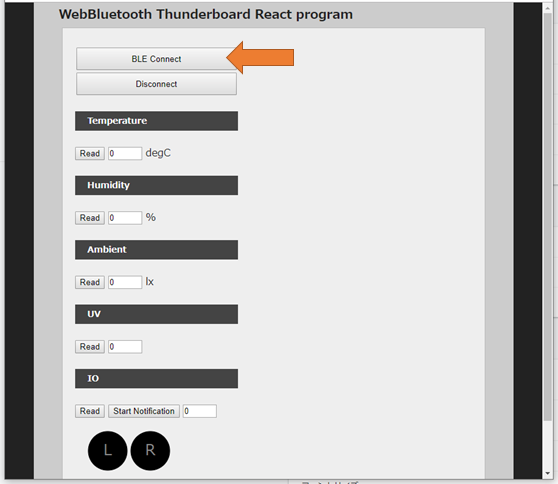 WebBluetooth Thunderboard React program
BLE Connect
Disconnect
Temperature
Read 0 degC
Humidity
Read 0 %
Ambient
Read 0 lx
UV
Read 0
IO
Read Start Notification 0
L R